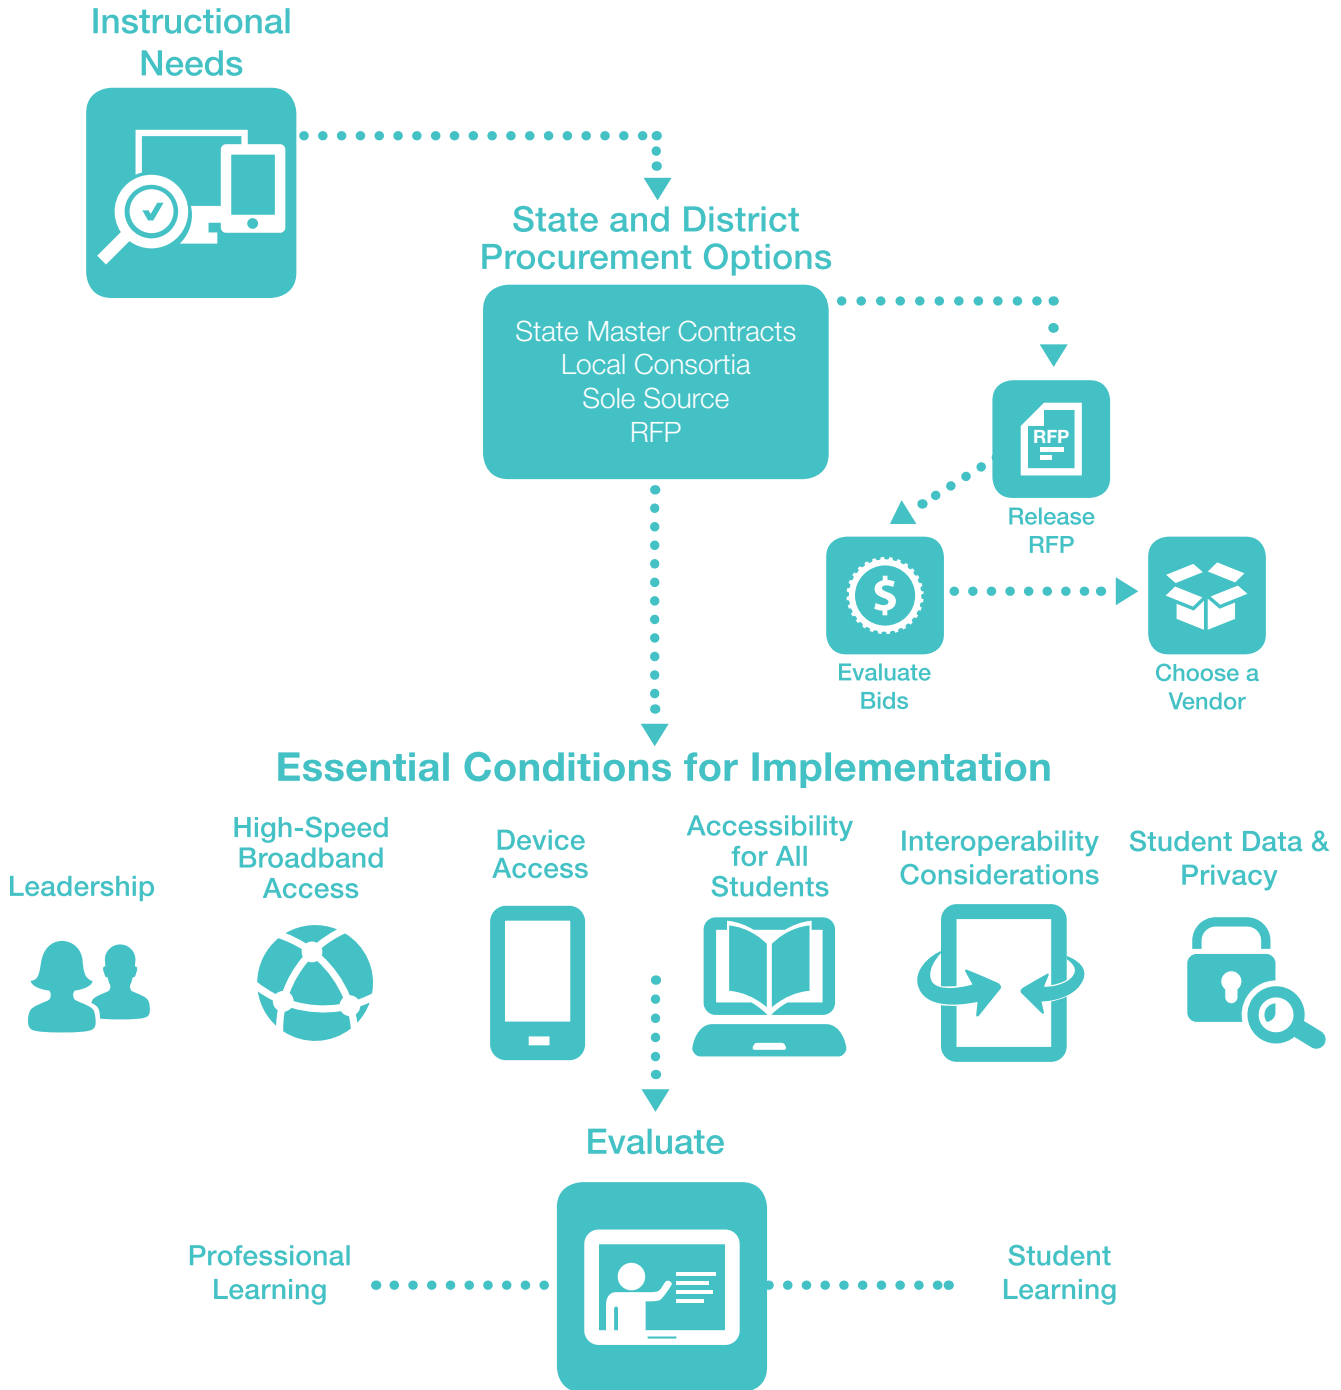 Instructional
Needs
State and District
Procurement Options
State Master Contracts
Local Consortia
Sole Source
RFP
RFP
Release
RFP
Evaluate
Bids
Choose a
Vendor
Essential Conditions for Implementation
Leadership
High-Speed
Broadband
Access
Device
Access
Accessibility
for All
Students
Interoperability
Considerations
Student Data &
Privacy
Evaluate
Professional
Learning
Student
Learning